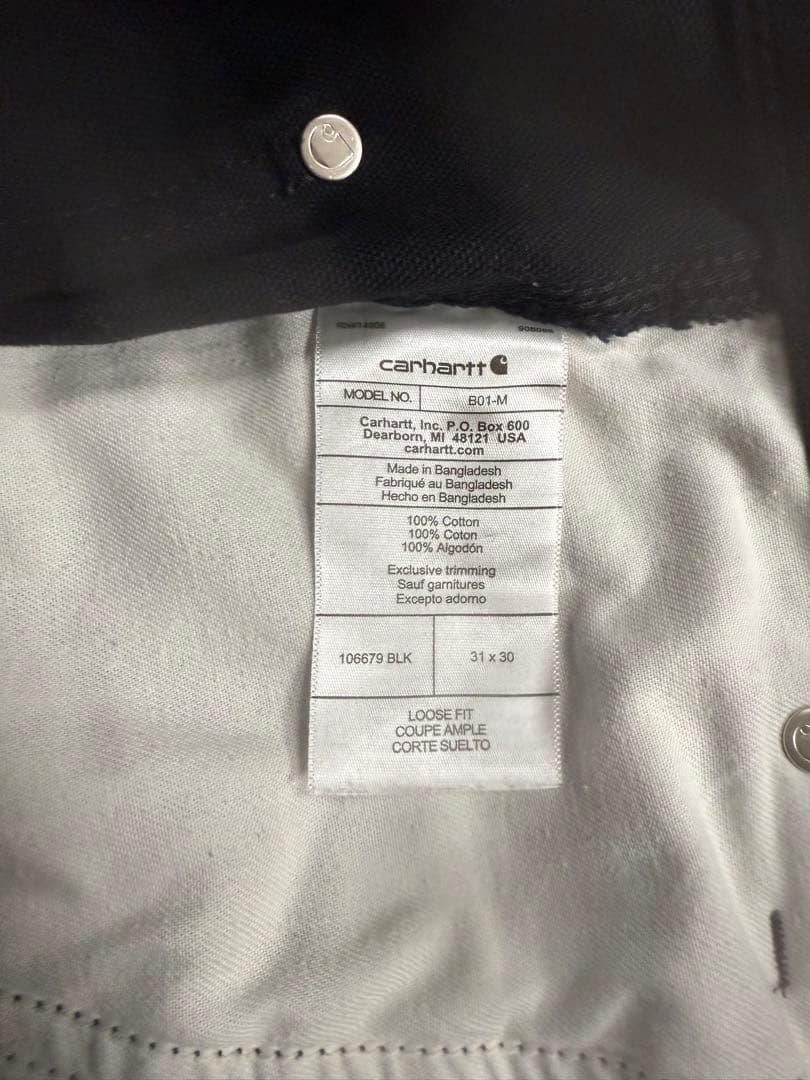 carhartt
MODEL NO. B01-M
Carhartt, Inc. P.O. Box 600
Dearborn, MI 48121 USA
carhartt.com
Made in Bangladesh
Fabriqué au Bangladesh
Hecho en Bangladesh
100% Cotton
100% Coton
100% Algodón
Exclusive trimming
Sauf garnitures
Excepto adorno
106679 BLK 31 x 30
LOOSE FIT
COUPE AMPLE
CORTE SUELTO